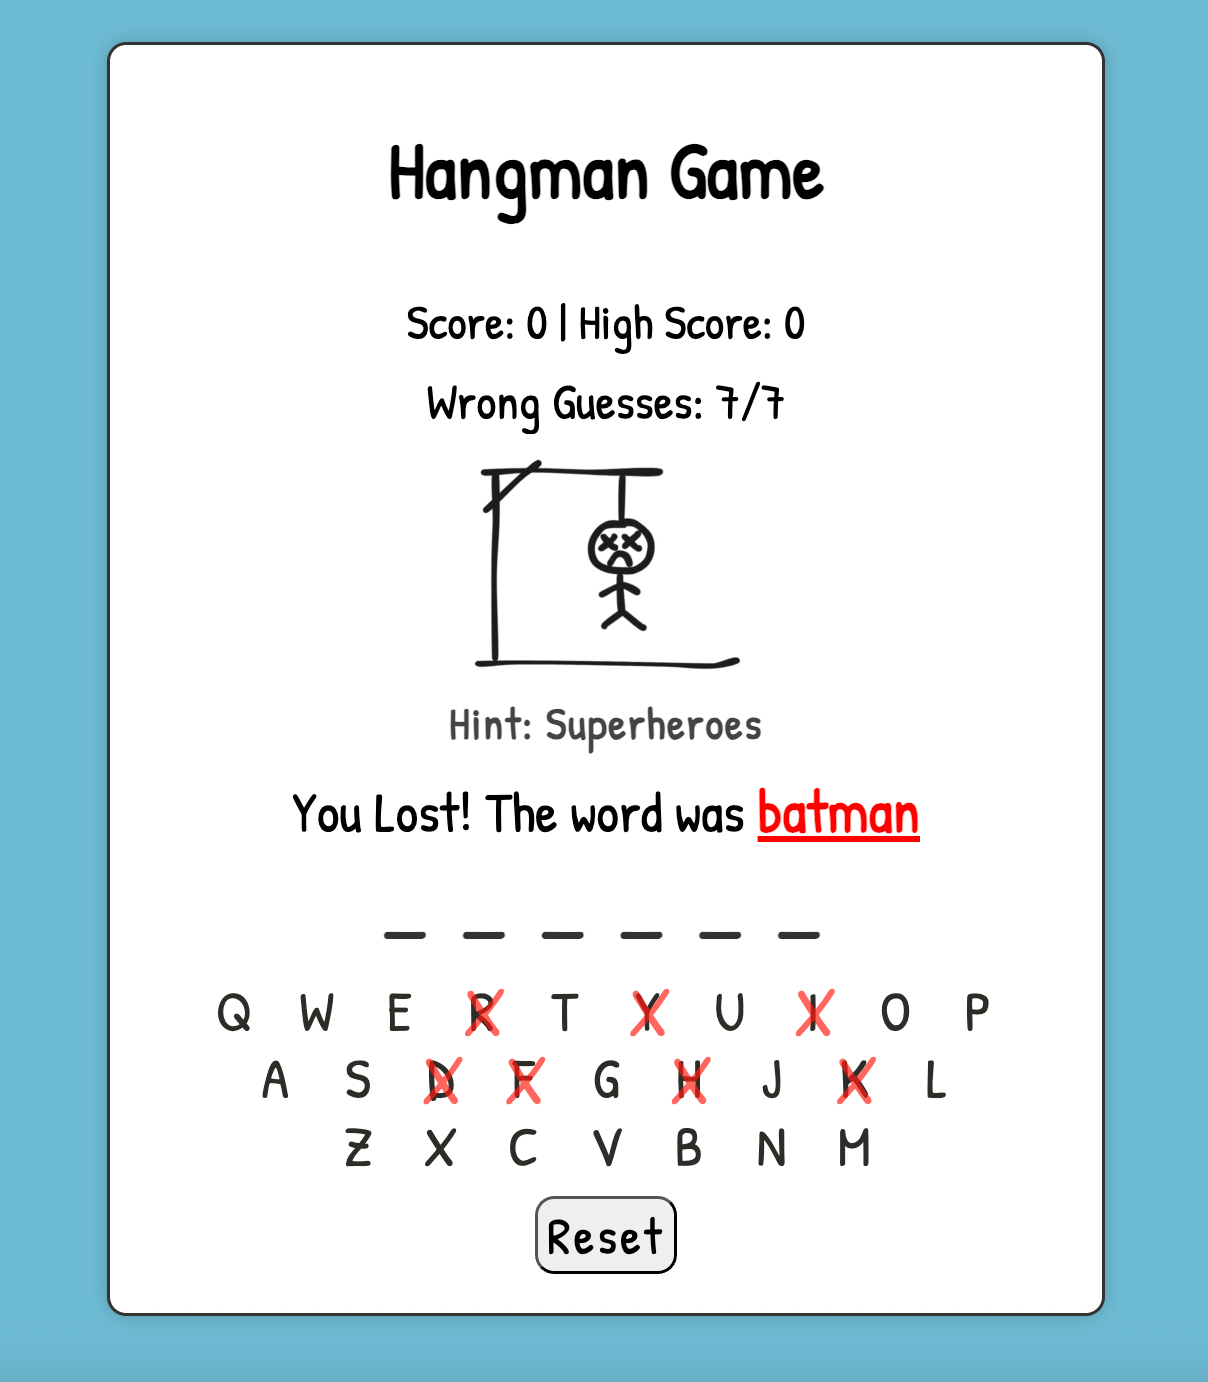 Hangman Game
Score: 0 | High Score: 0
Wrong Guesses: 7/7
Hint: Superheroes
You Lost! The word was batman
_ _ _ _ _ _
Q W E R T Y U I O P
A S D F G H J K L
Z X C V B N M
Reset